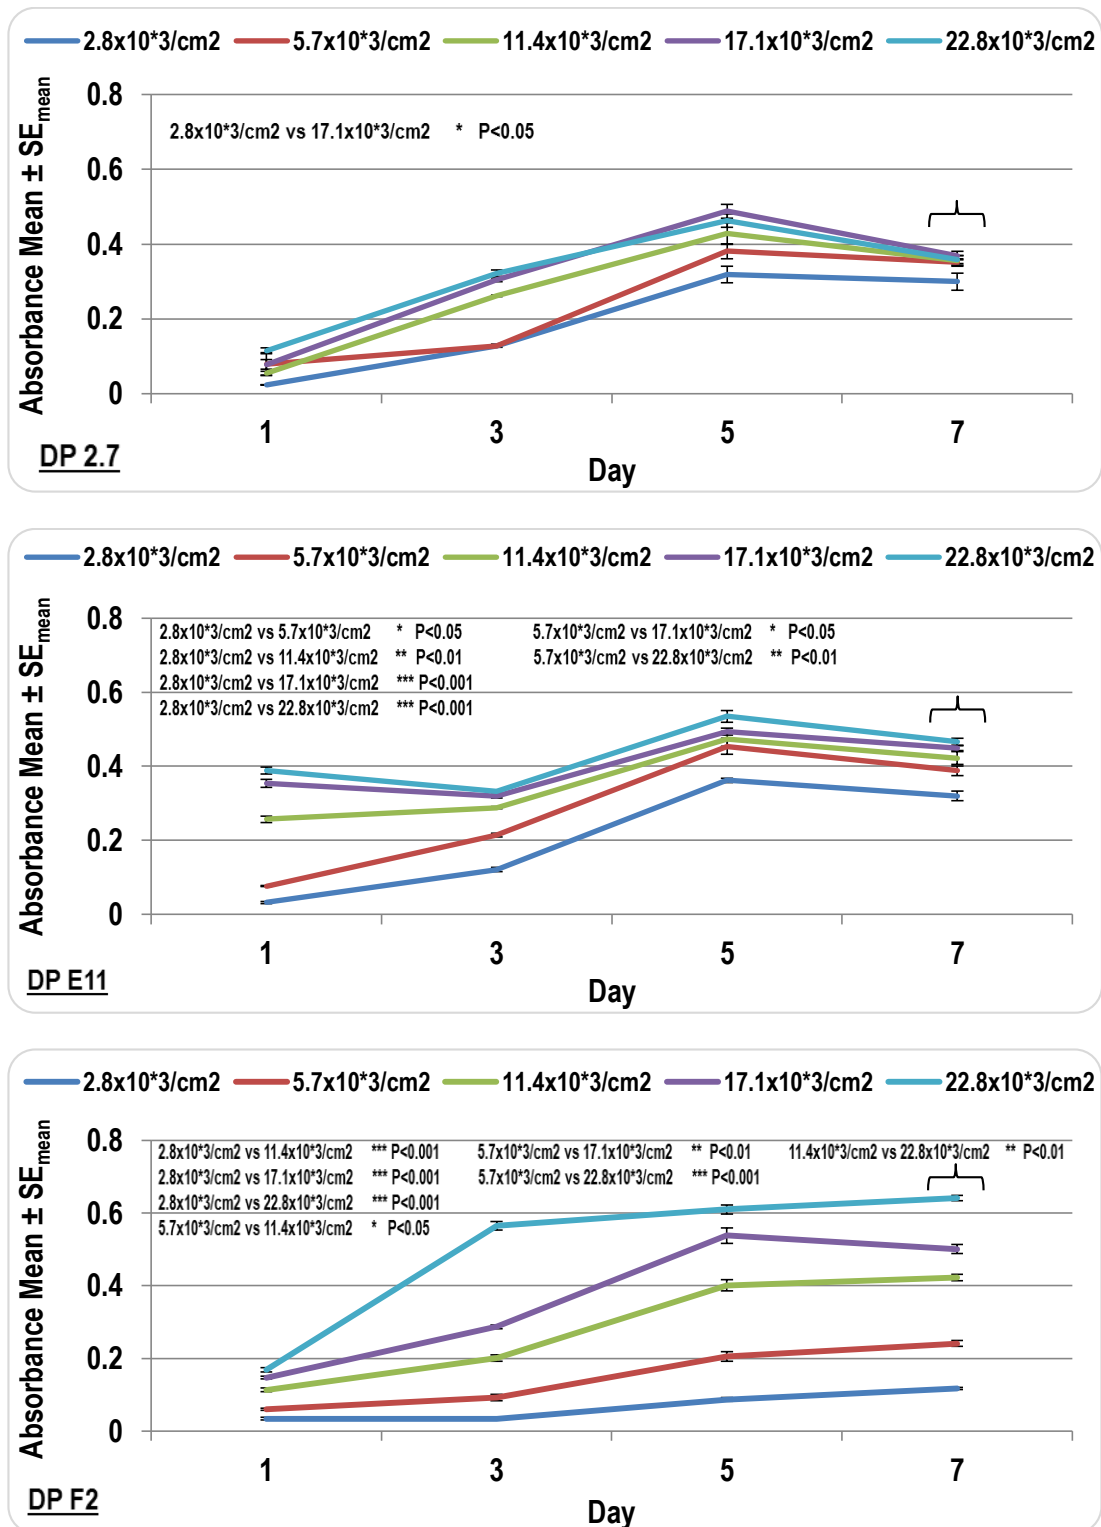 2.8x10*3/cm2 5.7x10*3/cm2 11.4x10*3/cm2 17.1x10*3/cm2 22.8x10*3/cm2
Absorbance Mean ± SEmean
0.8
0.6
0.4
0.2
0
2.8x10*3/cm2 vs 17.1x10*3/cm2 * P<0.05
1 3 5 7
Day
DP 2.7
2.8x10*3/cm2 5.7x10*3/cm2 11.4x10*3/cm2 17.1x10*3/cm2 22.8x10*3/cm2
Absorbance Mean ± SEmean
0.8
0.6
0.4
0.2
0
2.8x10*3/cm2 vs 5.7x10*3/cm2 * P<0.05 5.7x10*3/cm2 vs 17.1x10*3/cm2 * P<0.05
2.8x10*3/cm2 vs 11.4x10*3/cm2 ** P<0.01 5.7x10*3/cm2 vs 22.8x10*3/cm2 ** P<0.01
2.8x10*3/cm2 vs 17.1x10*3/cm2 *** P<0.001
2.8x10*3/cm2 vs 22.8x10*3/cm2 *** P<0.001
1 3 5 7
Day
DP E11
2.8x10*3/cm2 5.7x10*3/cm2 11.4x10*3/cm2 17.1x10*3/cm2 22.8x10*3/cm2
Absorbance Mean ± SEmean
0.8
0.6
0.4
0.2
0
2.8x10*3/cm2 vs 11.4x10*3/cm2 *** P<0.001 5.7x10*3/cm2 vs 17.1x10*3/cm2 ** P<0.01 11.4x10*3/cm2 vs 22.8x10*3/cm2 ** P<0.01
2.8x10*3/cm2 vs 17.1x10*3/cm2 *** P<0.001 5.7x10*3/cm2 vs 22.8x10*3/cm2 *** P<0.001
2.8x10*3/cm2 vs 22.8x10*3/cm2 *** P<0.001
5.7x10*3/cm2 vs 11.4x10*3/cm2 * P<0.05
1 3 5 7
Day
DP F2